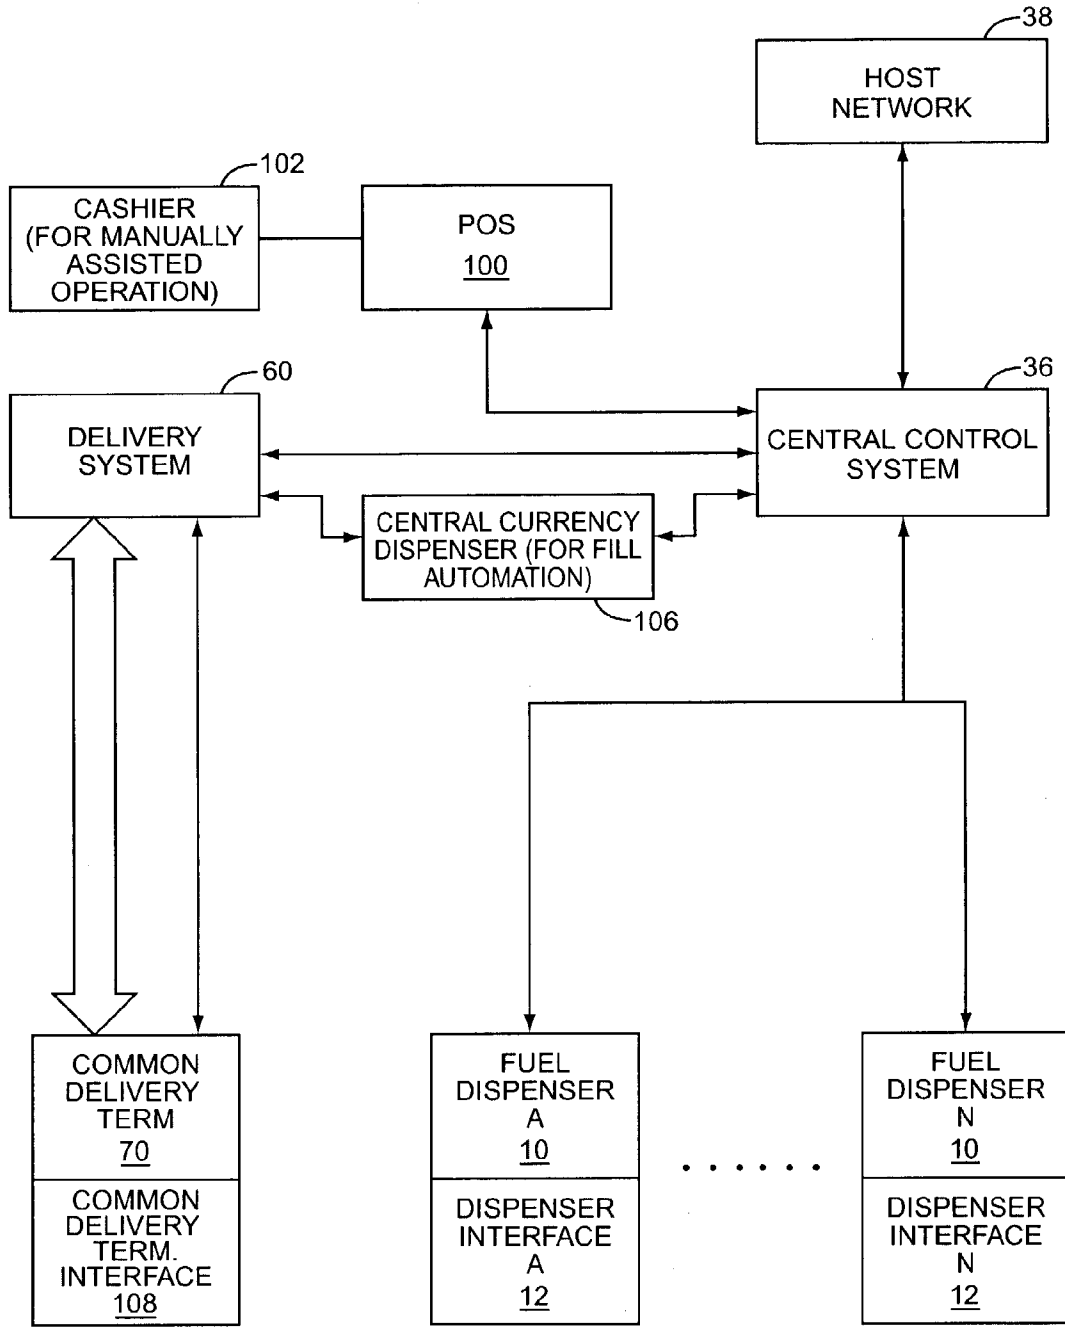 38
HOST
NETWORK
102
CASHIER
(FOR MANUALLY
ASSISTED
OPERATION)
POS
100
60
DELIVERY
SYSTEM
36
CENTRAL CONTROL
SYSTEM
CENTRAL CURRENCY
DISPENSER (FOR FILL
AUTOMATION)
106
COMMON
DELIVERY
TERM
70
COMMON
DELIVERY
TERM.
INTERFACE
108
FUEL
DISPENSER
A
10
DISPENSER
INTERFACE
A
12
......
FUEL
DISPENSER
N
10
DISPENSER
INTERFACE
N
12